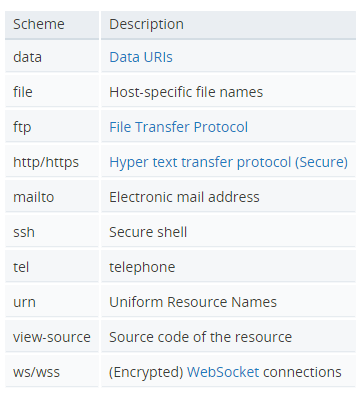 Scheme Description
data Data URIs
file Host-specific file names
ftp File Transfer Protocol
http/https Hyper text transfer protocol (Secure)
mailto Electronic mail address
ssh Secure shell
tel telephone
urn Uniform Resource Names
view-source Source code of the resource
ws/wss (Encrypted) WebSocket connections